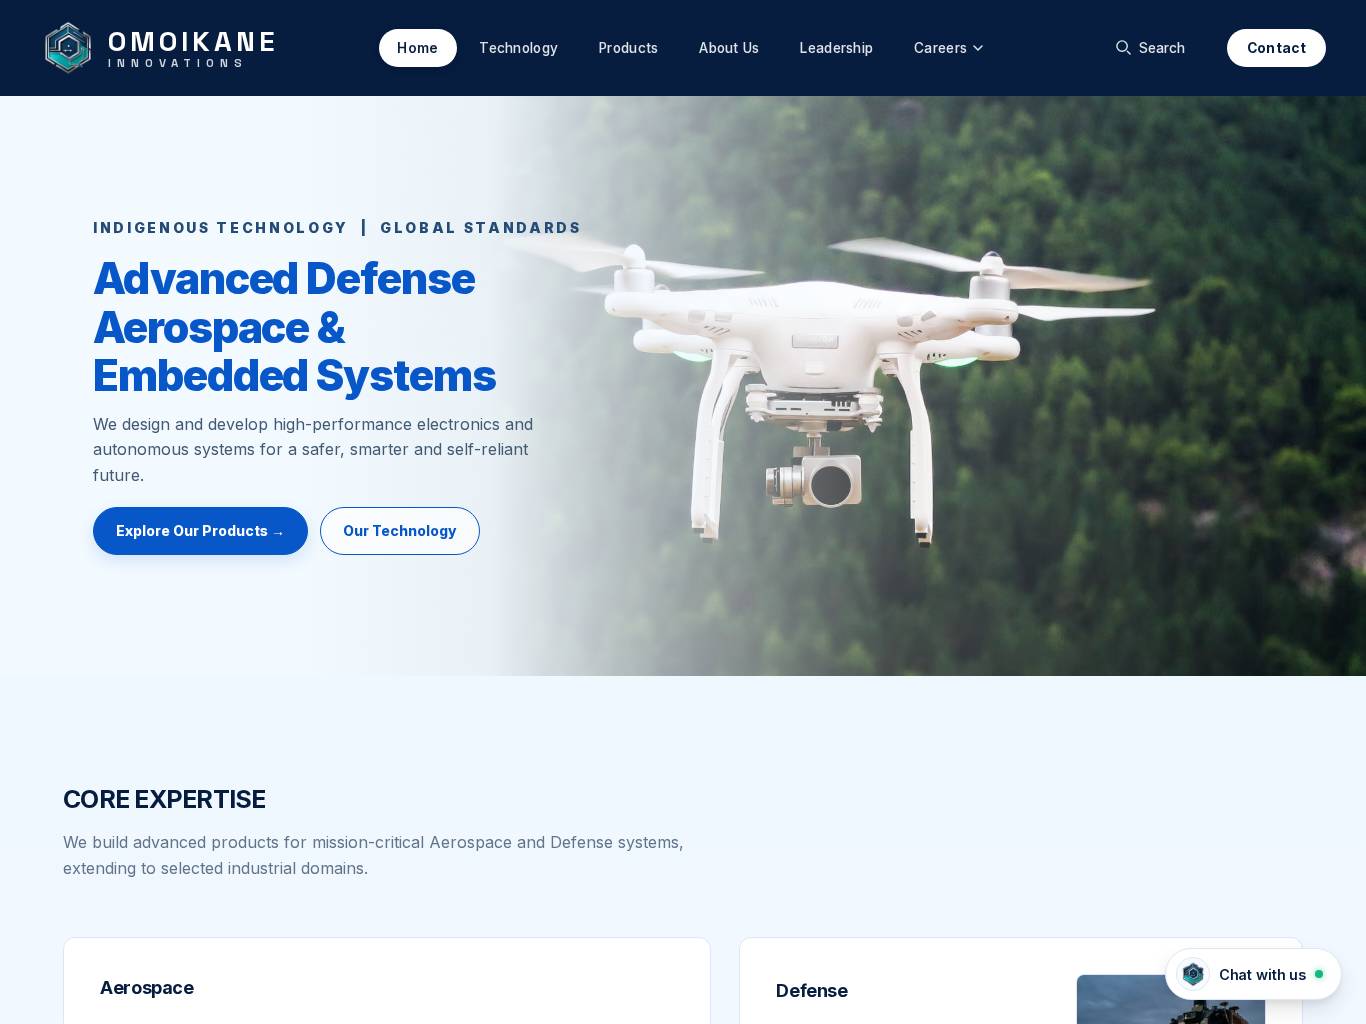 OMOIKANE
INNOVATIONS
Home
Technology
Products
About Us
Leadership
Careers
Search
Contact
INDIGENOUS TECHNOLOGY | GLOBAL STANDARDS
Advanced Defense
Aerospace &
Embedded Systems
We design and develop high-performance electronics and
autonomous systems for a safer, smarter and self-reliant
future.
Explore Our Products →
Our Technology
CORE EXPERTISE
We build advanced products for mission-critical Aerospace and Defense systems,
extending to selected industrial domains.
Aerospace
Defense
Chat with us